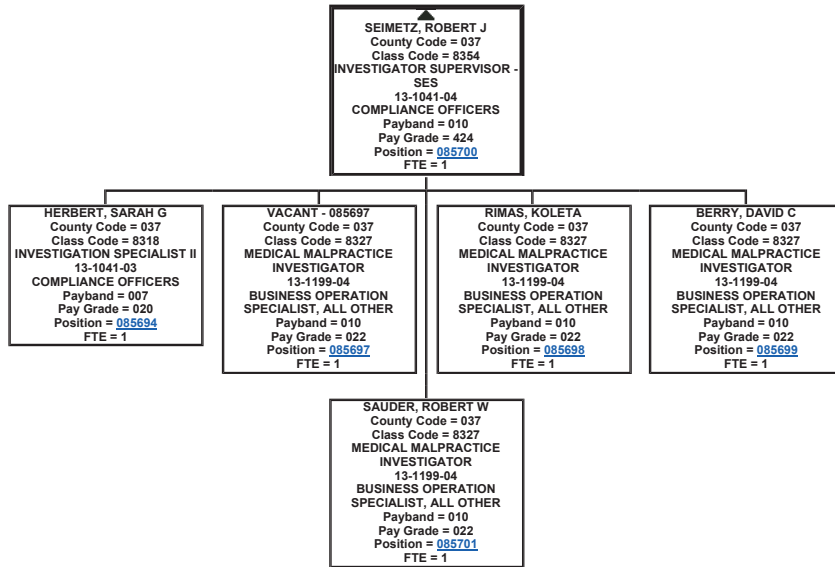 SEIMETZ, ROBERT J
County Code = 037
Class Code = 8354
INVESTIGATOR SUPERVISOR -
SES
13-1041-04
COMPLIANCE OFFICERS
Payband = 010
Pay Grade = 424
Position = 085700
FTE = 1
HERBERT, SARAH G
County Code = 037
Class Code = 8318
INVESTIGATION SPECIALIST II
13-1041-03
COMPLIANCE OFFICERS
Payband = 007
Pay Grade = 020
Position = 085694
FTE = 1
VACANT - 085697
County Code = 037
Class Code = 8327
MEDICAL MALPRACTICE
INVESTIGATOR
13-1199-04
BUSINESS OPERATION
SPECIALIST, ALL OTHER
Payband = 010
Pay Grade = 022
Position = 085697
FTE = 1
RIMAS, KOLETA
County Code = 037
Class Code = 8327
MEDICAL MALPRACTICE
INVESTIGATOR
13-1199-04
BUSINESS OPERATION
SPECIALIST, ALL OTHER
Payband = 010
Pay Grade = 022
Position = 085698
FTE = 1
BERRY, DAVID C
County Code = 037
Class Code = 8327
MEDICAL MALPRACTICE
INVESTIGATOR
13-1199-04
BUSINESS OPERATION
SPECIALIST, ALL OTHER
Payband = 010
Pay Grade = 022
Position = 085699
FTE = 1
SAUDER, ROBERT W
County Code = 037
Class Code = 8327
MEDICAL MALPRACTICE
INVESTIGATOR
13-1199-04
BUSINESS OPERATION
SPECIALIST, ALL OTHER
Payband = 010
Pay Grade = 022
Position = 085701
FTE = 1